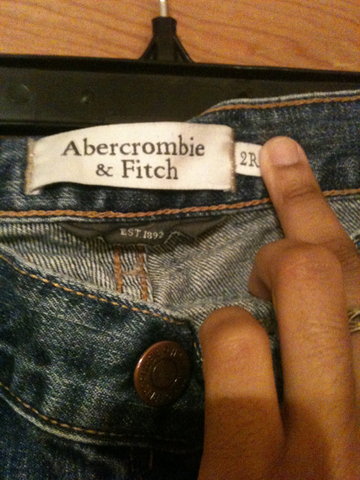 Abercrombie
& Fitch
2R
EST 1892